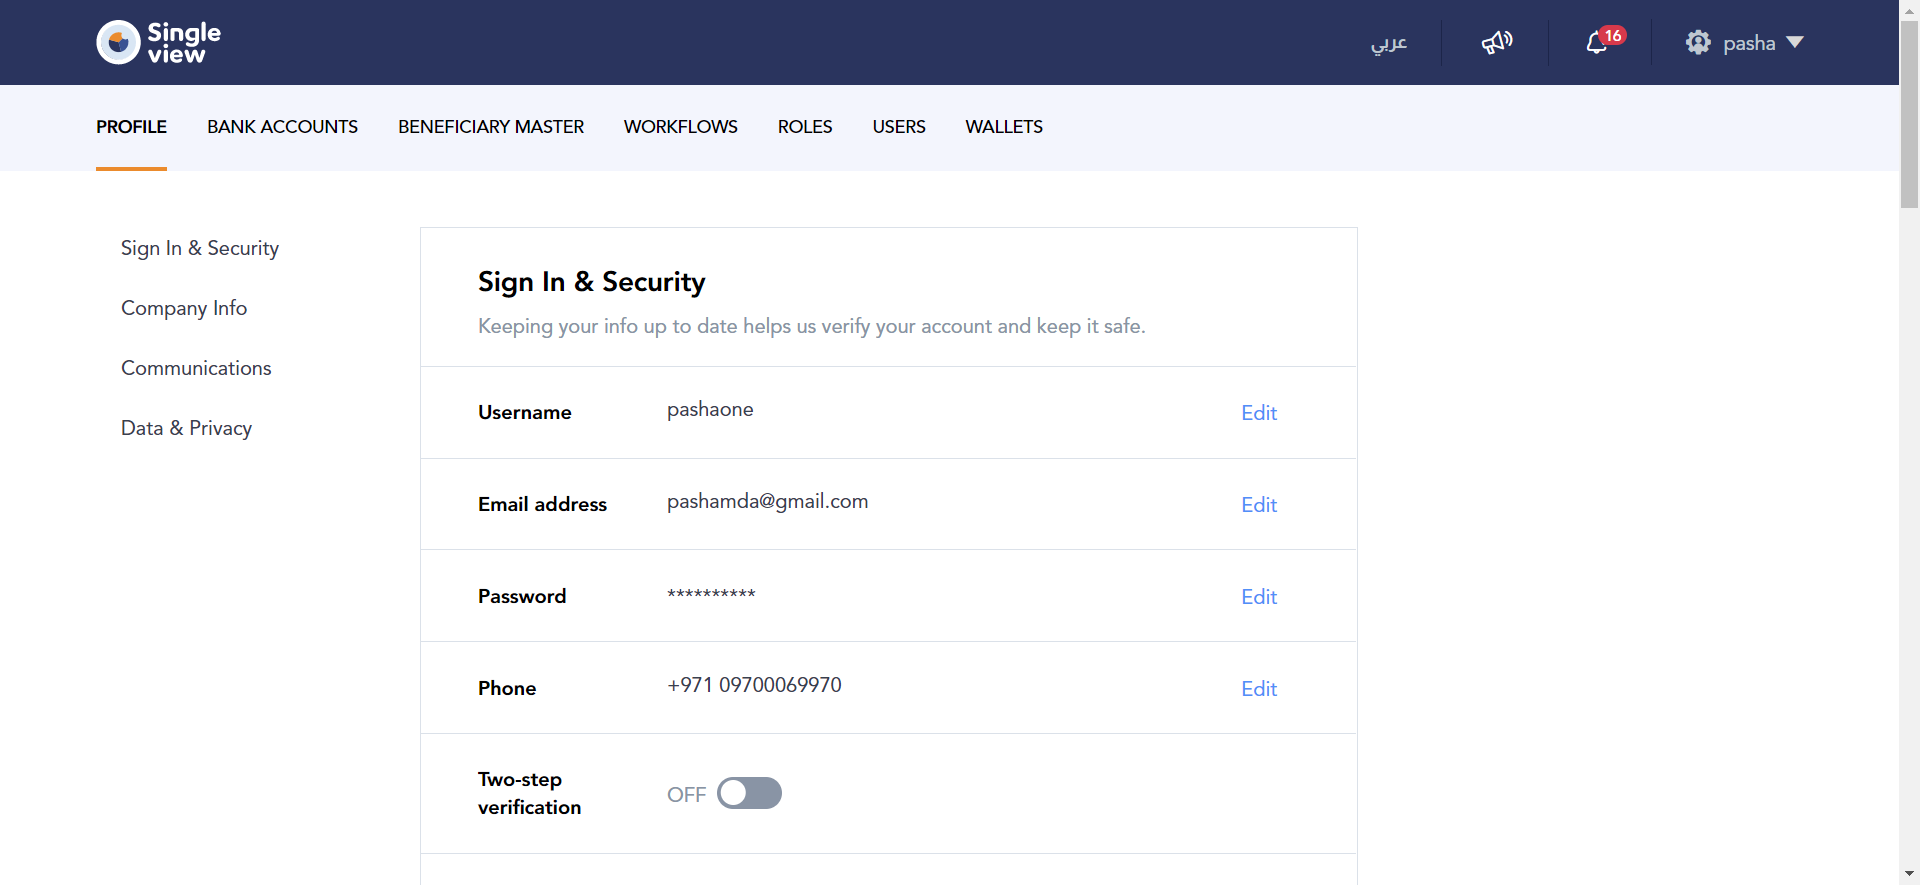 Single
view
عربي
16
pasha
PROFILE
BANK ACCOUNTS
BENEFICIARY MASTER
WORKFLOWS
ROLES
USERS
WALLETS
Sign In & Security
Company Info
Communications
Data & Privacy
Sign In & Security
Keeping your info up to date helps us verify your account and keep it safe.
Username pashaone Edit
Email address pashamda@gmail.com Edit
Password ********** Edit
Phone +971 09700069970 Edit
Two-step
verification
OFF